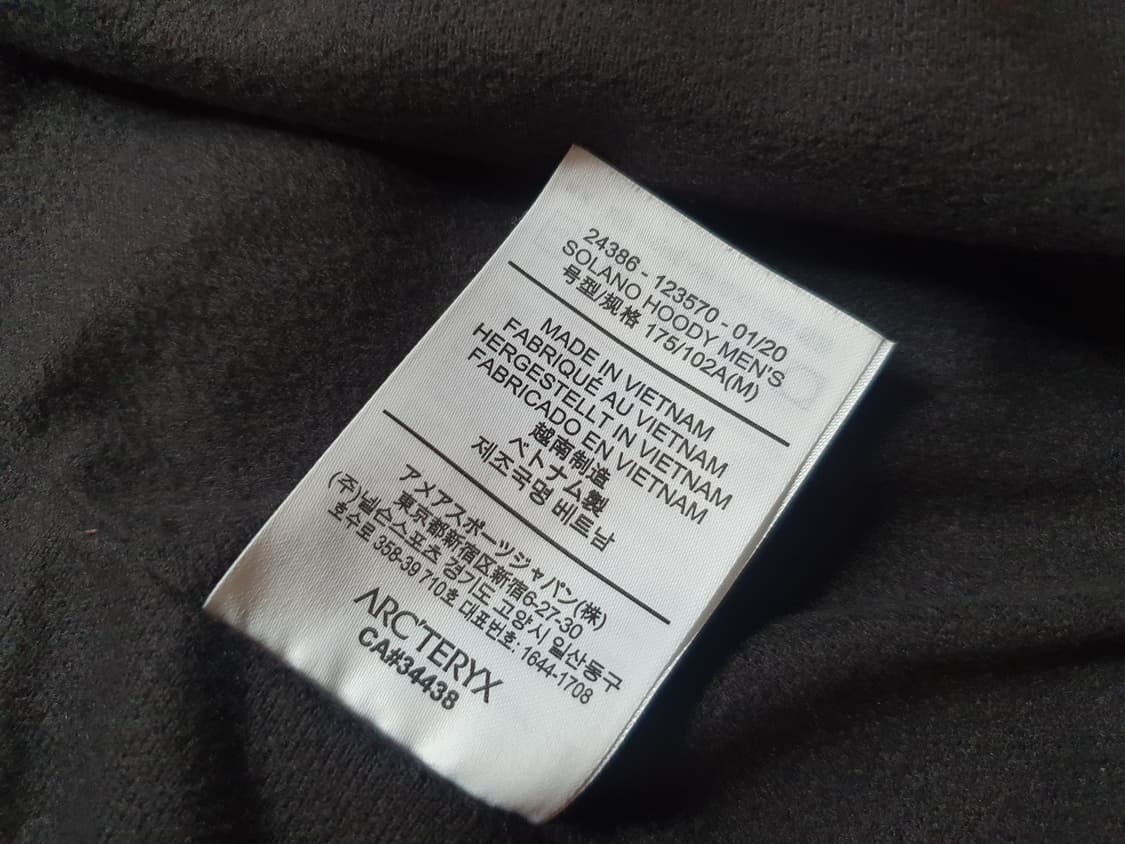 24386 - 123570 - 01/20
SOLANO HOODY MEN'S
号型/规格 175/102A(M)
MADE IN VIETNAM
FABRIQUÉ AU VIETNAM
HERGESTELLT IN VIETNAM
FABRICADO EN VIETNAM
越南制造
ベトナム製
제조국명 베트남
アメアスポーツジャパン(株)
東京都新宿区新宿6-27-30
(주)넬슨스포츠 경기도 고양시 일산동구
호수로 358-39 710호 대표번호: 1644-1708
ARC'TERYX
CA#34438